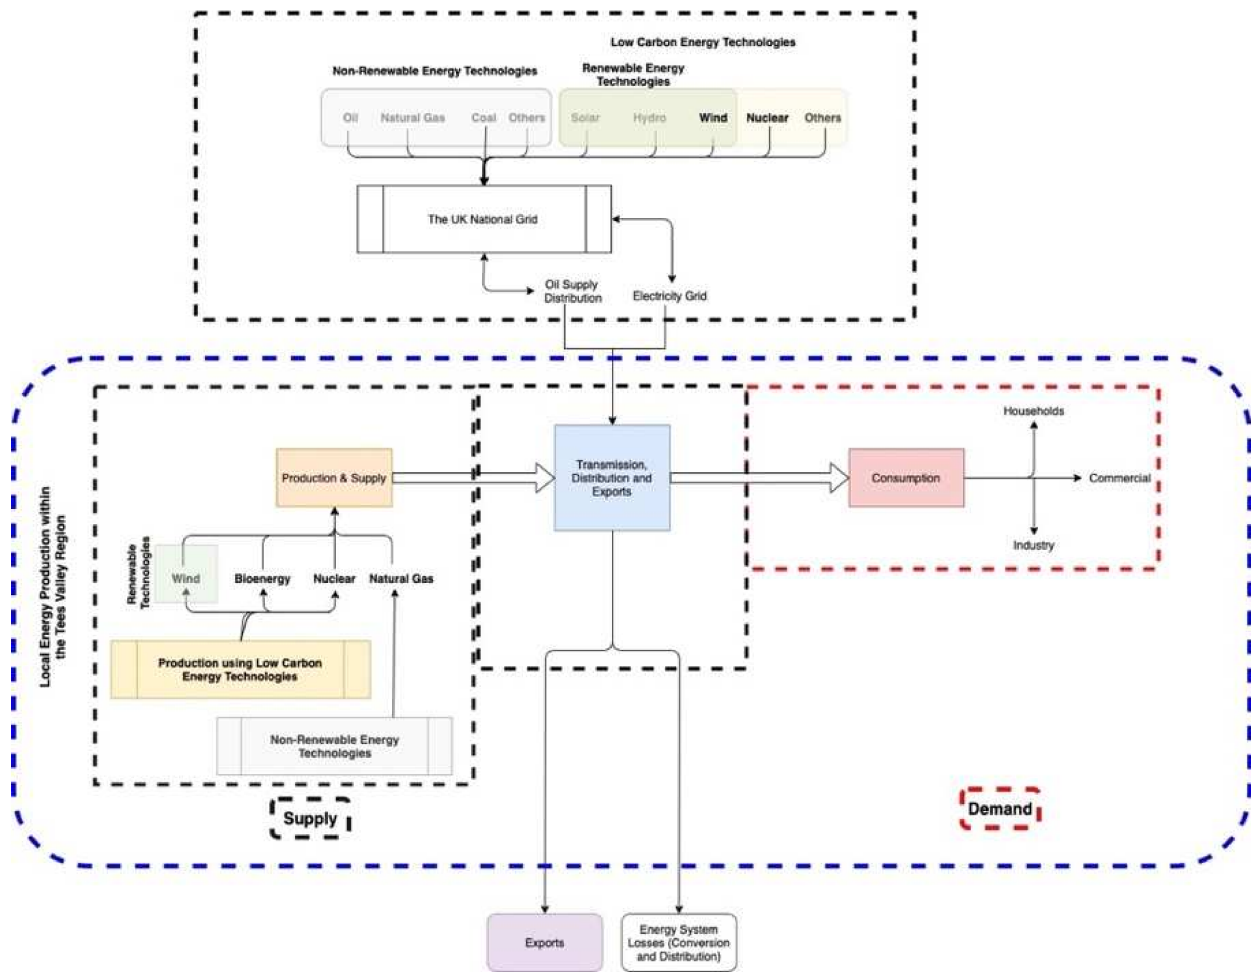 Low Carbon Energy Technologies
Non-Renewable Energy Technologies
Renewable Energy
Technologies
Oil
Natural Gas
Coal
Others
Solar
Hydro
Wind
Nuclear
Others
The UK National Grid
Oil Supply
Distribution
Electricity Grid
Local Energy Production within
the Tees Valley Region
Production & Supply
Transmission,
Distribution and
Exports
Consumption
Households
Commercial
Industry
Renewable
Technologies
Wind
Bioenergy
Nuclear
Natural Gas
Production using Low Carbon
Energy Technologies
Non-Renewable Energy
Technologies
Supply
Demand
Exports
Energy System
Losses (Conversion
and Distribution)